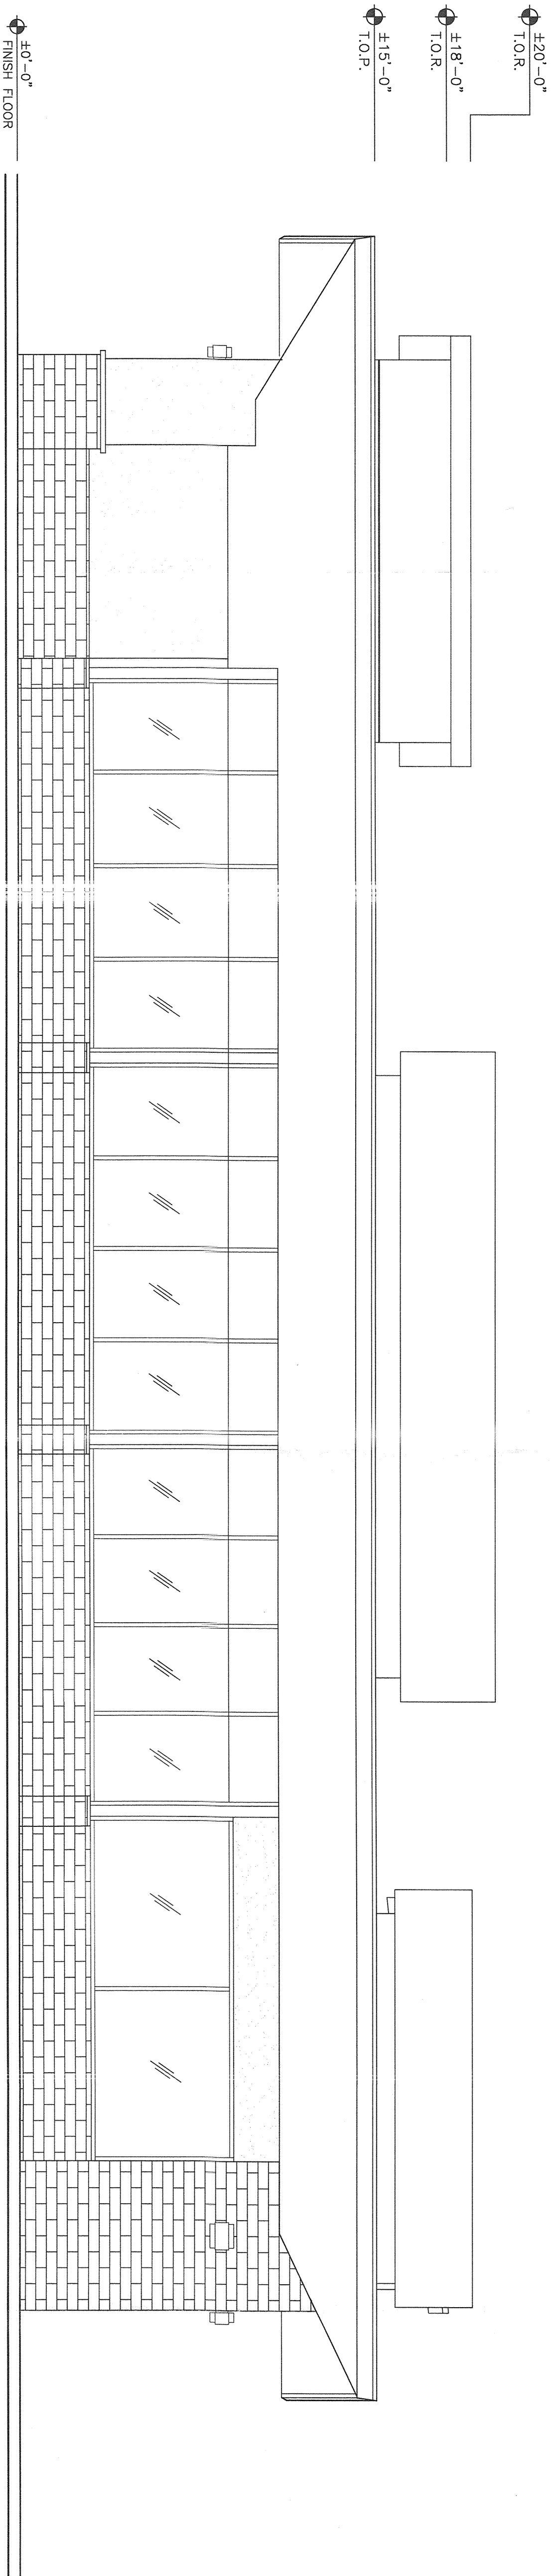 ±20'-0"
T.O.R.
±18'-0"
T.O.R.
±15'-0"
T.O.P.
±0'-0"
FINISH FLOOR